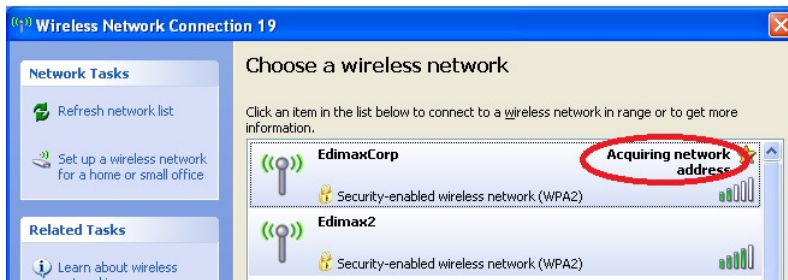 Wireless Network Connection 19
Network Tasks
Refresh network list
Set up a wireless network
for a home or small office
Related Tasks
Learn about wireless
Choose a wireless network
Click an item in the list below to connect to a wireless network in range or to get more
information.
EdimaxCorp
Acquiring network
address
Security-enabled wireless network (WPA2)
Edimax2
Security-enabled wireless network (WPA2)